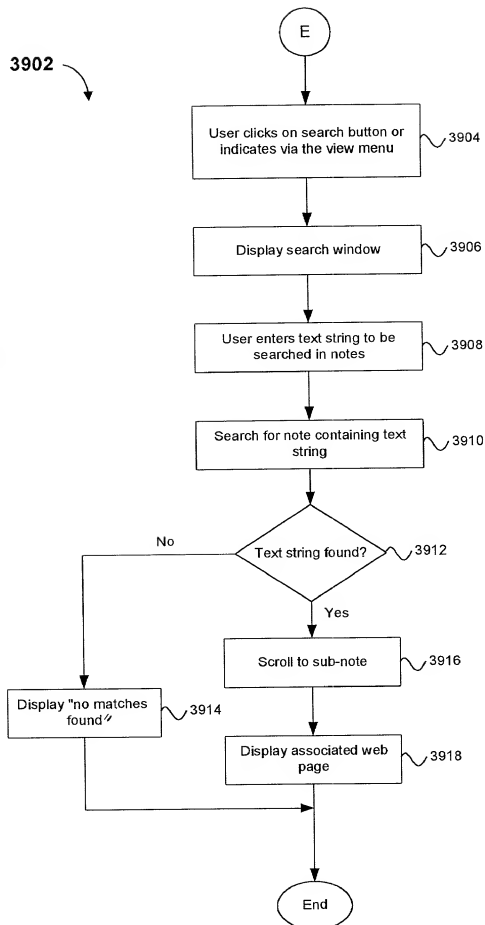 E
3902
User clicks on search button or
indicates via the view menu
3904
Display search window
3906
User enters text string to be
searched in notes
3908
Search for note containing text
string
3910
Text string found?
3912
No
Yes
Scroll to sub-note
3916
Display "no matches
found"
3914
Display associated web
page
3918
End